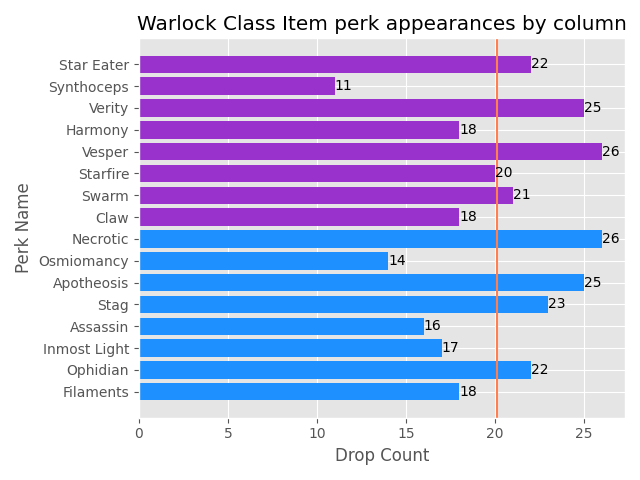 Warlock Class Item perk appearances by column
Perk Name
Star Eater 22
Synthoceps 11
Verity 25
Harmony 18
Vesper 26
Starfire 20
Swarm 21
Claw 18
Necrotic 26
Osmiomancy 14
Apotheosis 25
Stag 23
Assassin 16
Inmost Light 17
Ophidian 22
Filaments 18
0 5 10 15 20 25
Drop Count